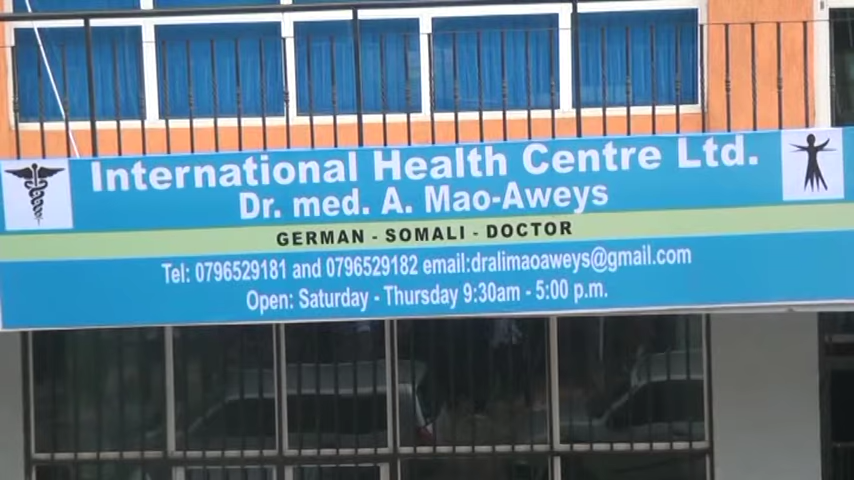 International Health Centre Ltd.
Dr. med. A. Mao-Aweys
GERMAN - SOMALI - DOCTOR
Tel: 0796529181 and 0796529182 email:dralimaoaweys@gmail.com
Open: Saturday - Thursday 9:30am - 5:00 p.m.